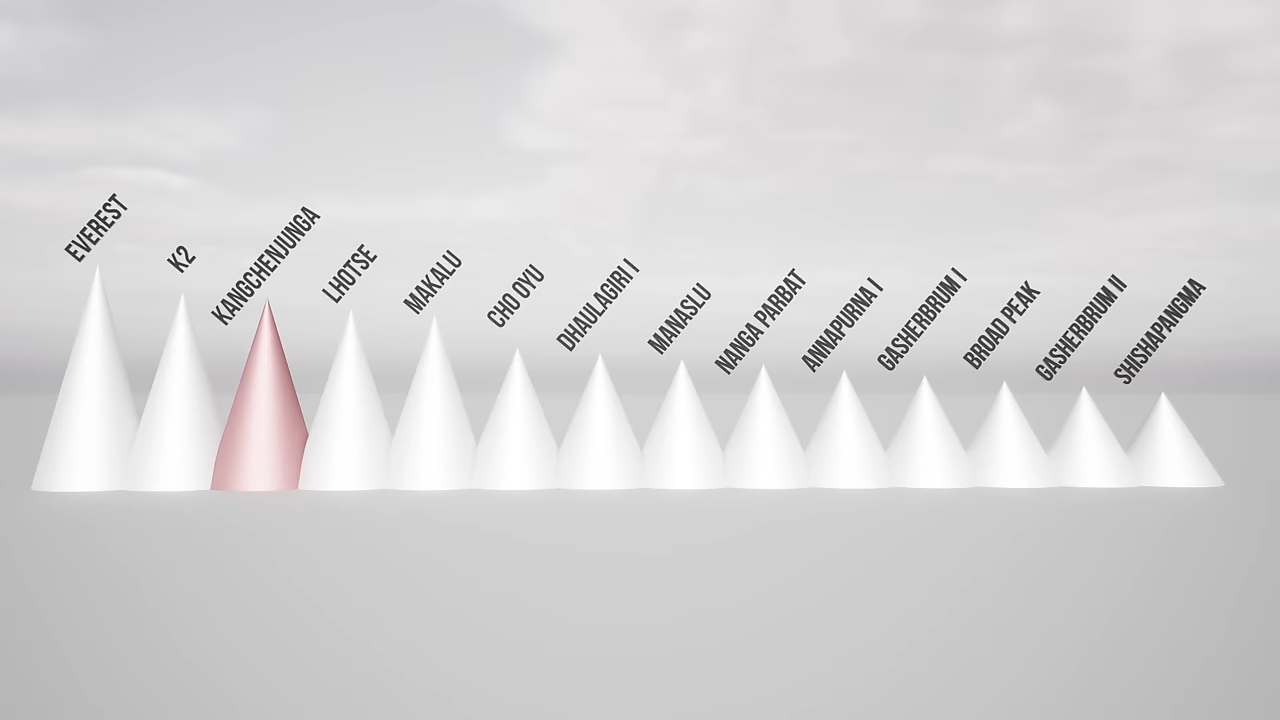 EVEREST
K2
KANGCHENJUNGA
LHOTSE
MAKALU
CHO OYU
DHAULAGIRI I
MANASLU
NANGA PARBAT
ANNAPURNA I
GASHERBRUM I
BROAD PEAK
GASHERBRUM II
SHISHAPANGMA